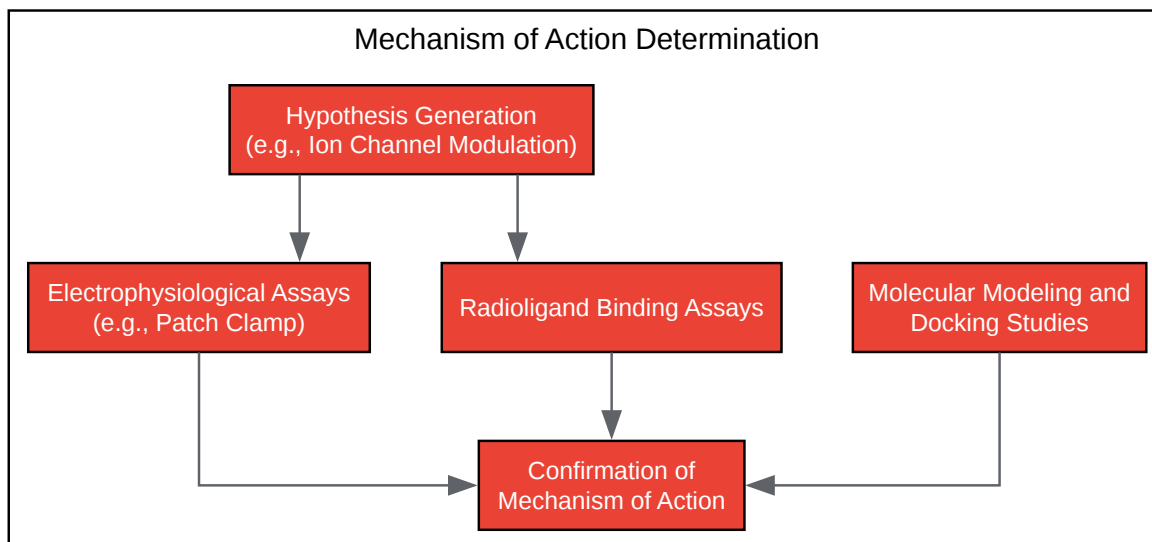 Mechanism of Action Determination
Hypothesis Generation
(e.g., Ion Channel Modulation)
Electrophysiological Assays
(e.g., Patch Clamp)
Radioligand Binding Assays
Molecular Modeling and
Docking Studies
Confirmation of
Mechanism of Action